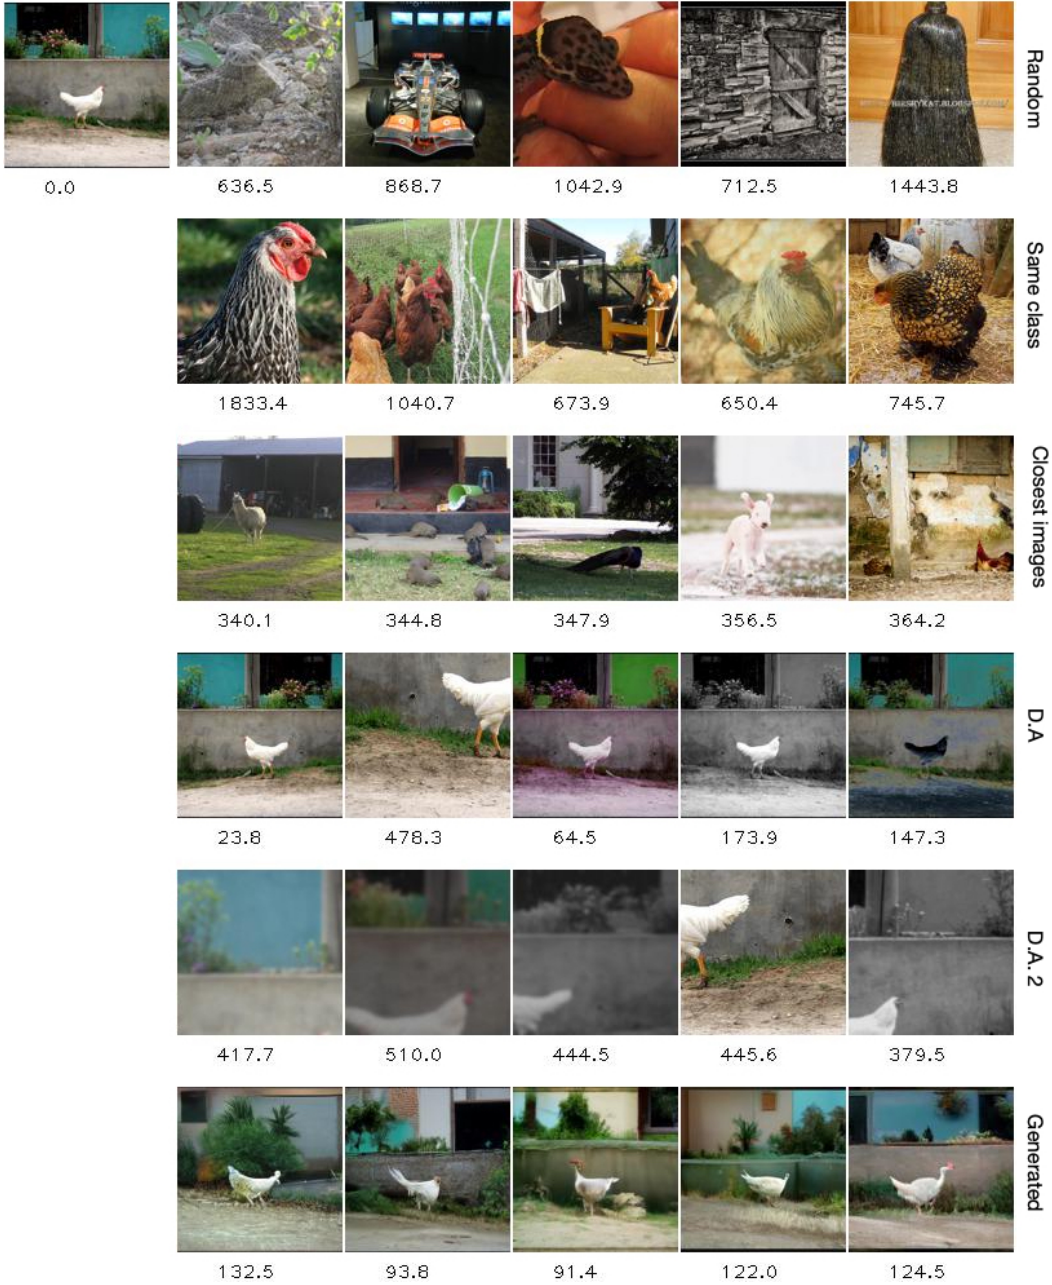 Random
0.0 636.5 868.7 1042.9 712.5 1443.8
Same class
1833.4 1040.7 673.9 650.4 745.7
Closest images
340.1 344.8 347.9 356.5 364.2
D.A
23.8 478.3 64.5 173.9 147.3
D.A. 2
417.7 510.0 444.5 445.6 379.5
Generated
132.5 93.8 91.4 122.0 124.5